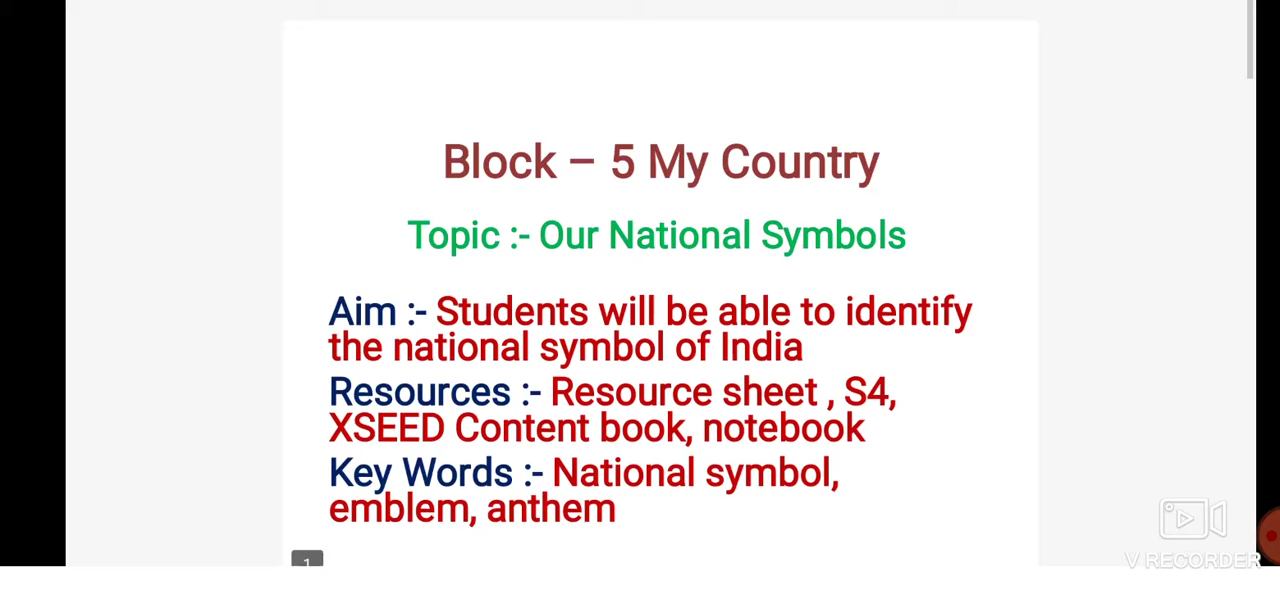 Block – 5 My Country
Topic :- Our National Symbols
Aim :- Students will be able to identify
the national symbol of India
Resources :- Resource sheet , S4,
XSEED Content book, notebook
Key Words :- National symbol,
emblem, anthem
1
V RECORDER